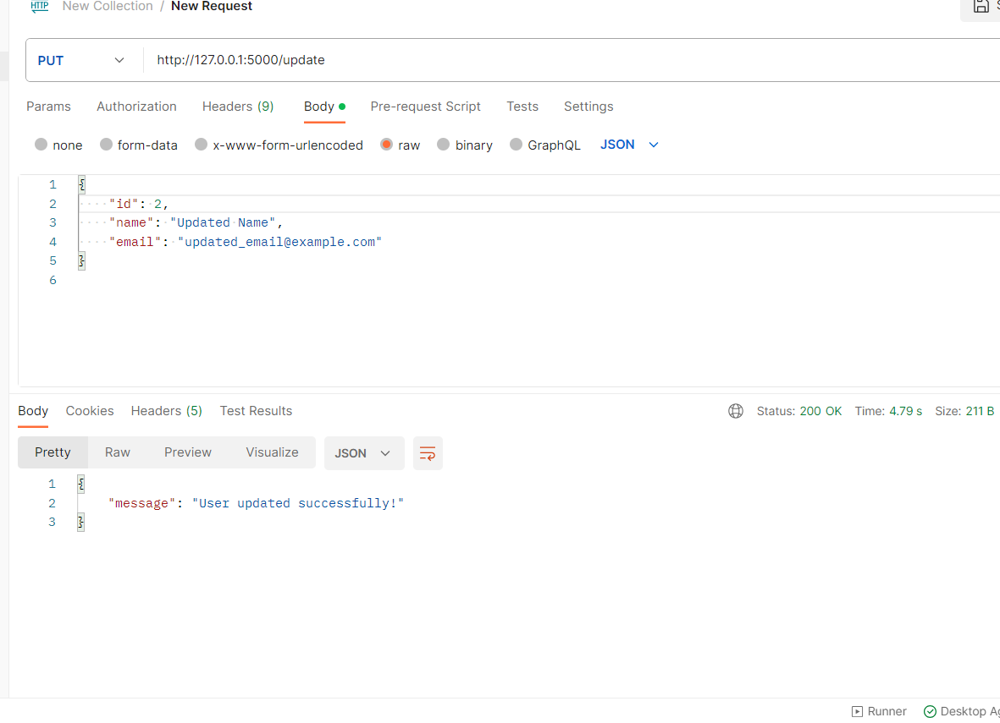 HTTP New Collection / New Request
PUT http://127.0.0.1:5000/update
Params Authorization Headers (9) Body Pre-request Script Tests Settings
none form-data x-www-form-urlencoded raw binary GraphQL JSON
1 {
2 "id": 2,
3 "name": "Updated Name",
4 "email": "updated_email@example.com"
5 }
6
Body Cookies Headers (5) Test Results Status: 200 OK Time: 4.79 s Size: 211 B
Pretty Raw Preview Visualize JSON
1 {
2 "message": "User updated successfully!"
3 }
Runner Desktop